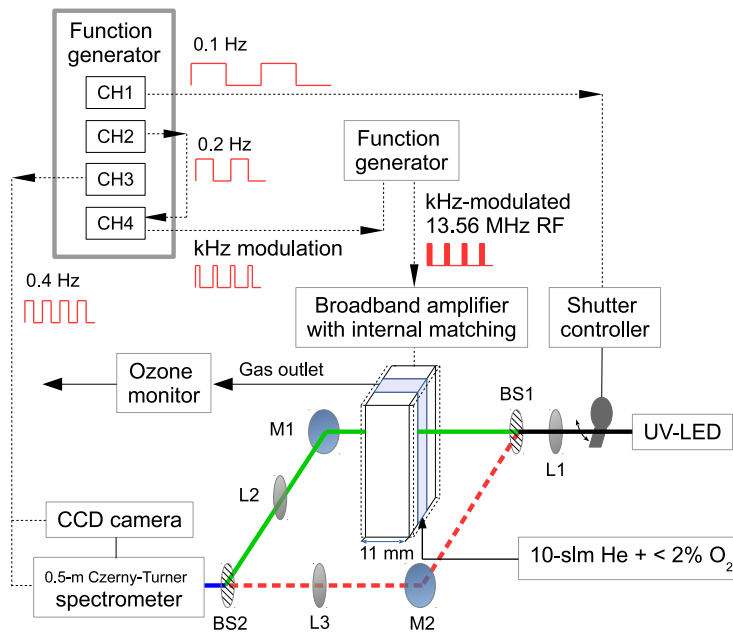 Function
generator
CH1
CH2
CH3
CH4
0.1 Hz
0.2 Hz
Function
generator
kHz modulation
kHz-modulated
13.56 MHz RF
0.4 Hz
Broadband amplifier
with internal matching
Shutter
controller
Ozone
monitor
Gas outlet
BS1
M1
L1
UV-LED
L2
CCD camera
11 mm
10-slm He + < 2% O2
0.5-m Czerny-Turner
spectrometer
BS2
L3
M2